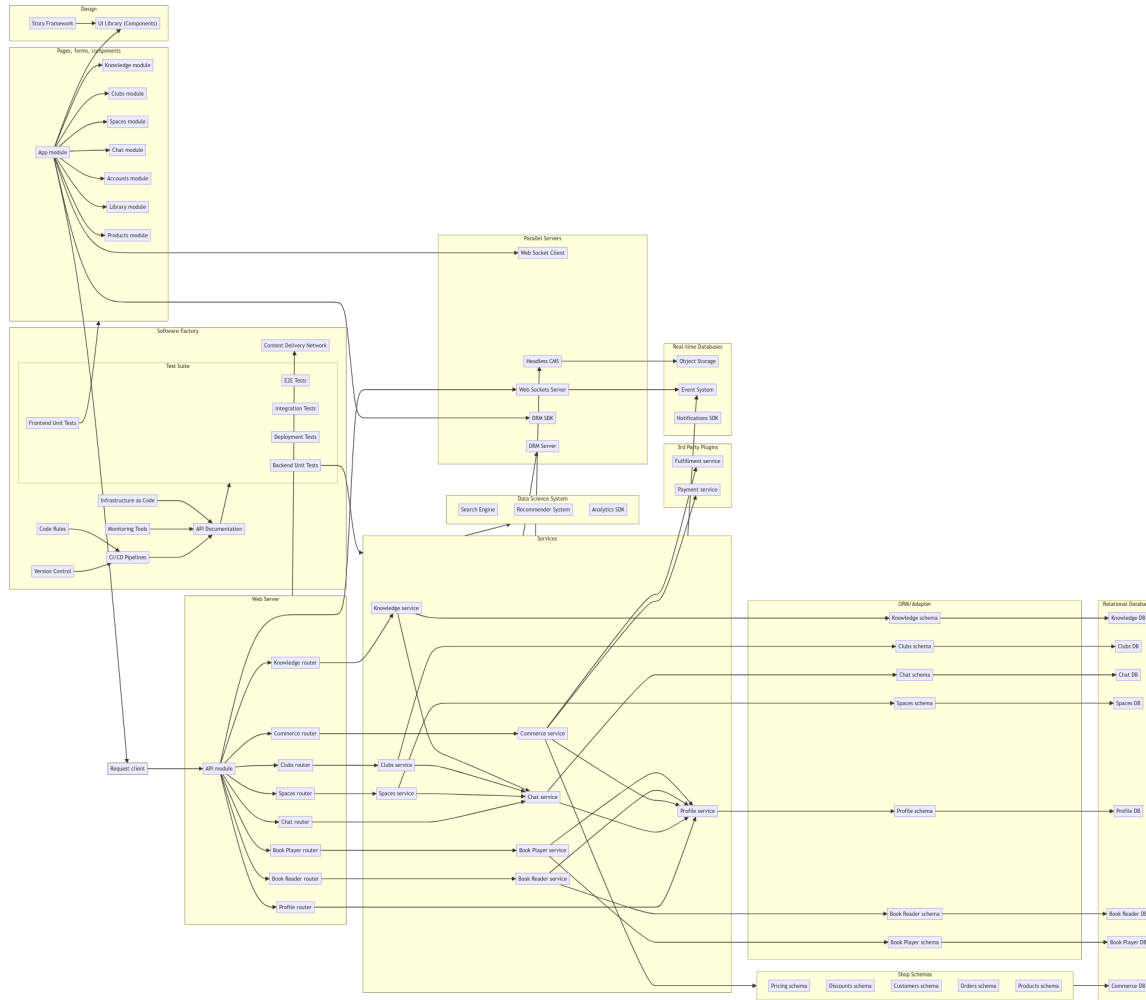 Design
Story Framework
UI Library (Components)
Pages, forms, components
Knowledge module
Clubs module
Spaces module
App module
Chat module
Accounts module
Library module
Products module
Parallel Servers
Web Socket Client
Headless CMS
Web Sockets Server
DRM SDK
DRM Server
Real-time Databases
Object Storage
Event System
Notifications SDK
3rd Party Plugins
Fulfillment service
Payment service
Software Factory
Content Delivery Network
Test Suite
E2E Tests
Integration Tests
Frontend Unit Tests
Deployment Tests
Backend Unit Tests
Infrastructure as Code
Code Rules
Monitoring Tools
API Documentation
CI/CD Pipelines
Version Control
Data Science System
Search Engine
Recommender System
Analytics SDK
Web Server
Knowledge router
Commerce router
Request client
API module
Clubs router
Spaces router
Chat router
Book Player router
Book Reader router
Profile router
Services
Knowledge service
Commerce service
Clubs service
Spaces service
Chat service
Profile service
Book Player service
Book Reader service
ORM/Adapter
Knowledge schema
Clubs schema
Chat schema
Spaces schema
Profile schema
Book Reader schema
Book Player schema
Relational Databa
Knowledge DB
Clubs DB
Chat DB
Spaces DB
Profile DB
Book Reader DB
Book Player DB
Commerce DB
Shop Schemas
Pricing schema
Discounts schema
Customers schema
Orders schema
Products schema